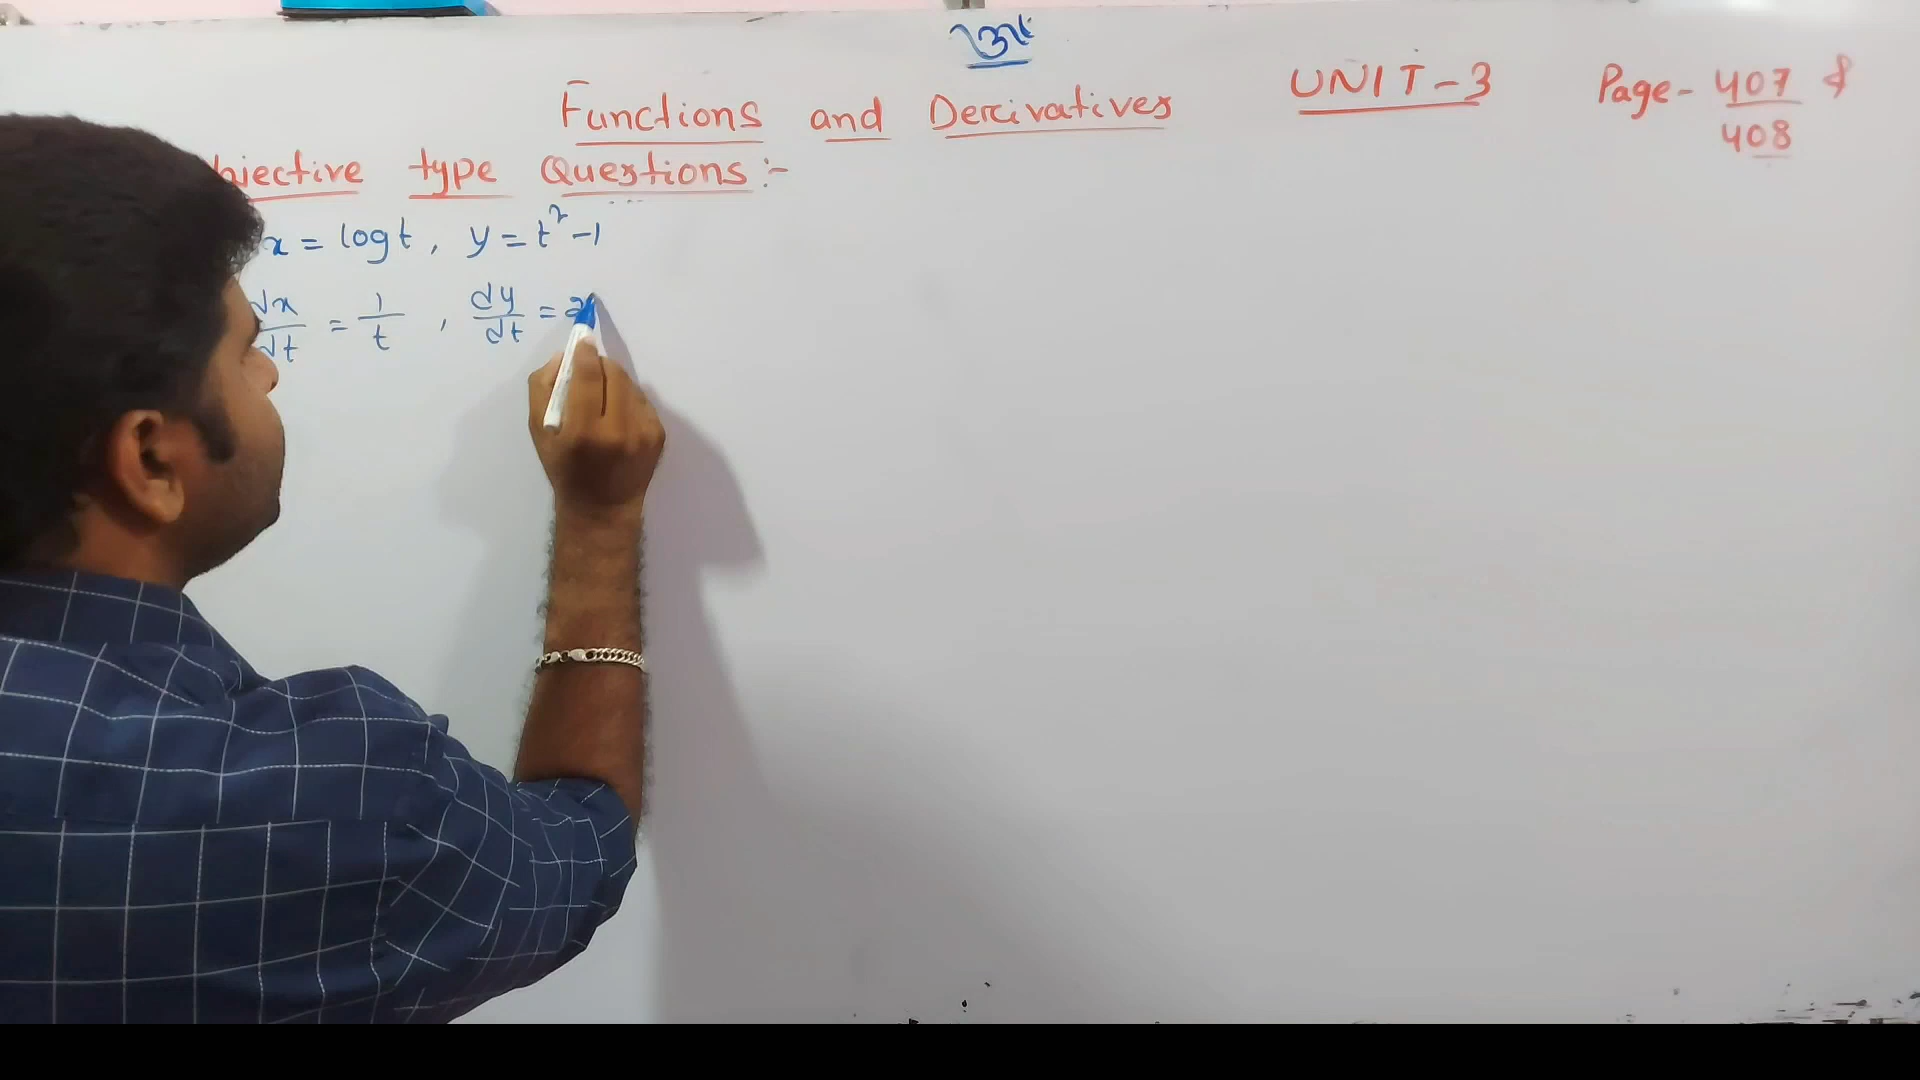 ଓଁ
Functions and Derivatives
UNIT-3
Page- 407 &
408
bjective type Questions:-
x = log t, y = t² - 1
dx/dt = 1/t, dy/dt = 2